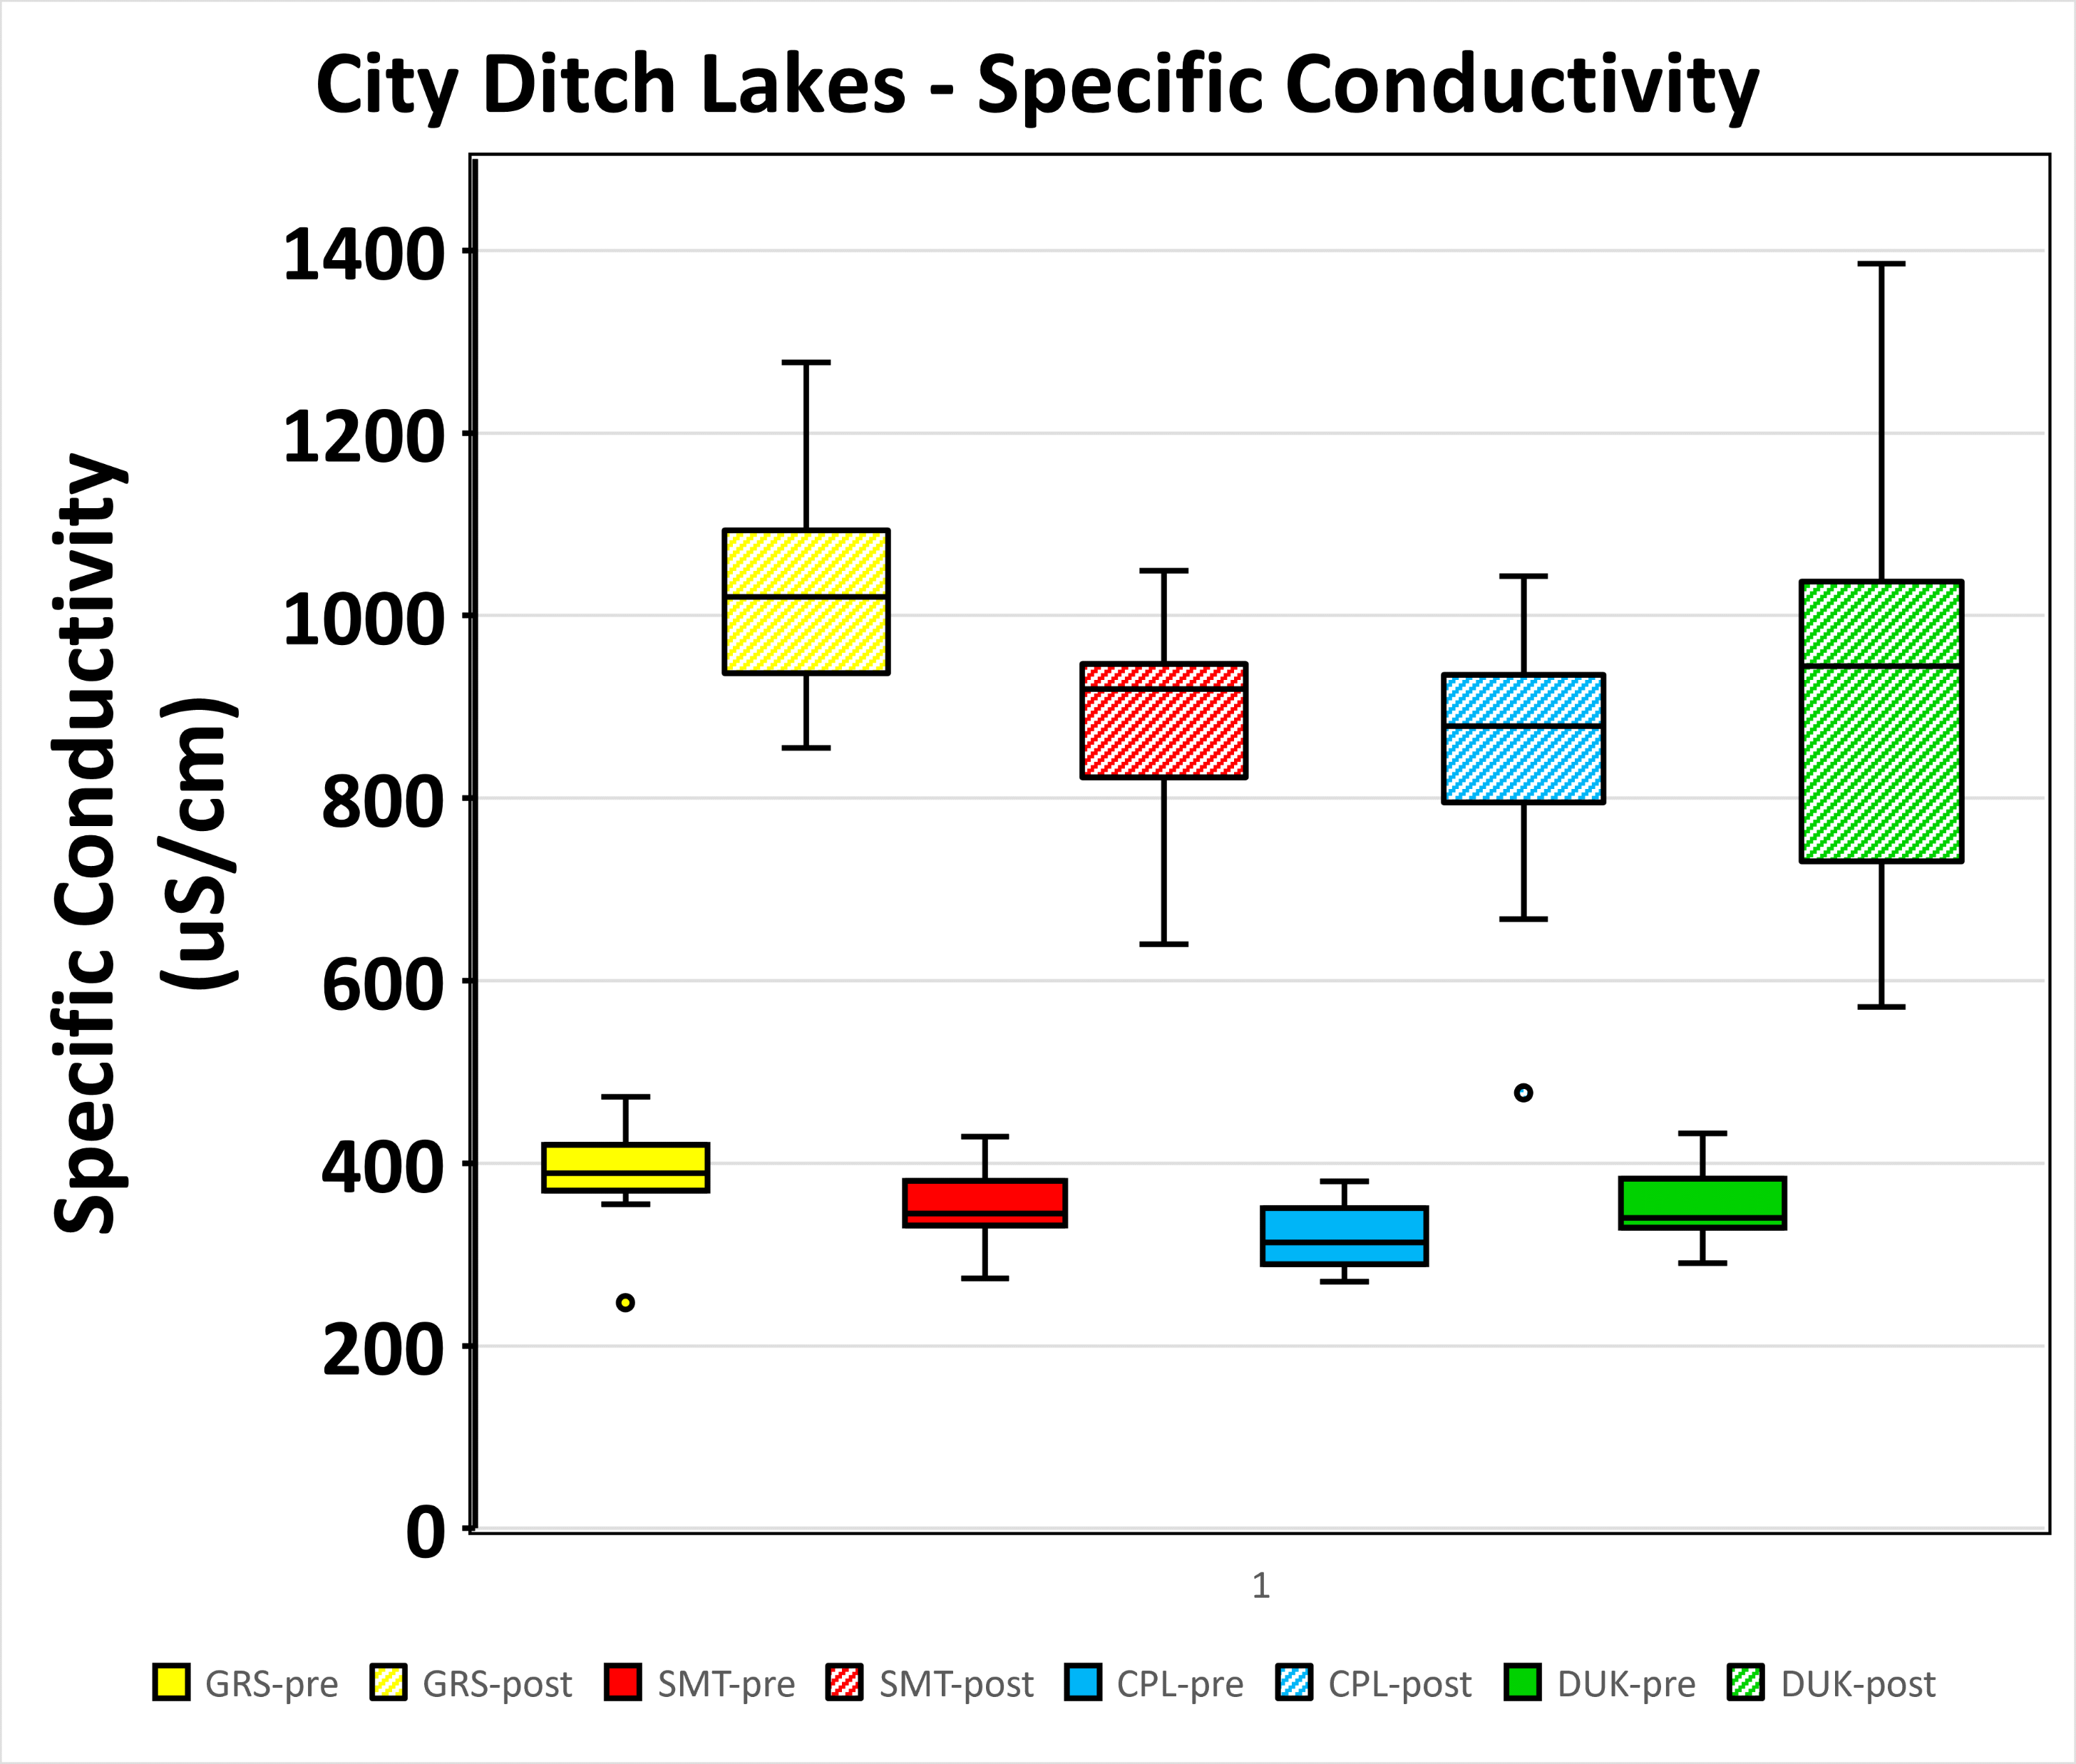 City Ditch Lakes - Specific Conductivity
Specific Conductivity
(uS/cm)
1400
1200
1000
800
600
400
200
0
1
GRS-pre GRS-post SMT-pre SMT-post CPL-pre CPL-post DUK-pre DUK-post